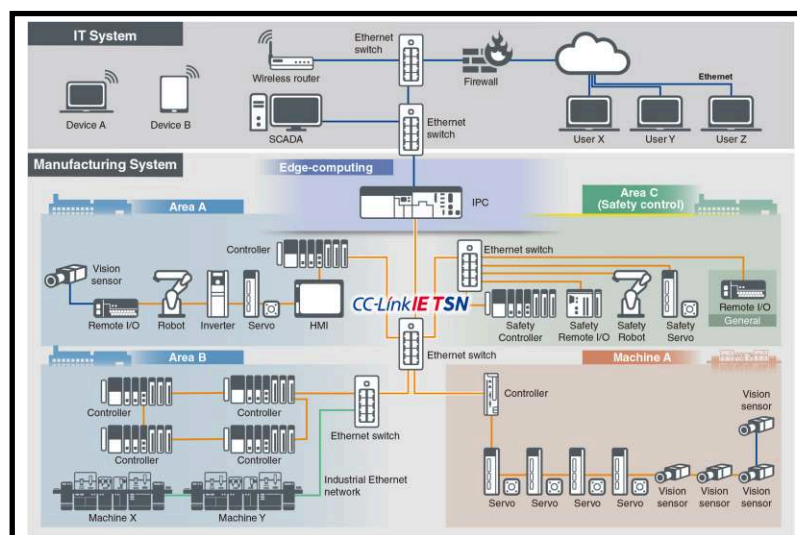 IT System
Ethernet
switch
Wireless router
Firewall
Ethernet
Device A
Device B
SCADA
Ethernet
switch
User X
User Y
User Z
Manufacturing System
Edge-computing
IPC
Area A
Area C
(Safety control)
Controller
Ethernet switch
Vision
sensor
Remote I/O
Robot
Inverter
Servo
HMI
CC-Link IE TSN
Safety
Controller
Safety
Remote I/O
Safety
Robot
Safety
Servo
Remote I/O
General
Area B
Ethernet switch
Machine A
Controller
Controller
Controller
Controller
Ethernet switch
Controller
Vision
sensor
Industrial Ethernet
network
Machine X
Machine Y
Servo
Servo
Servo
Servo
Vision
sensor
Vision
sensor
Vision
sensor